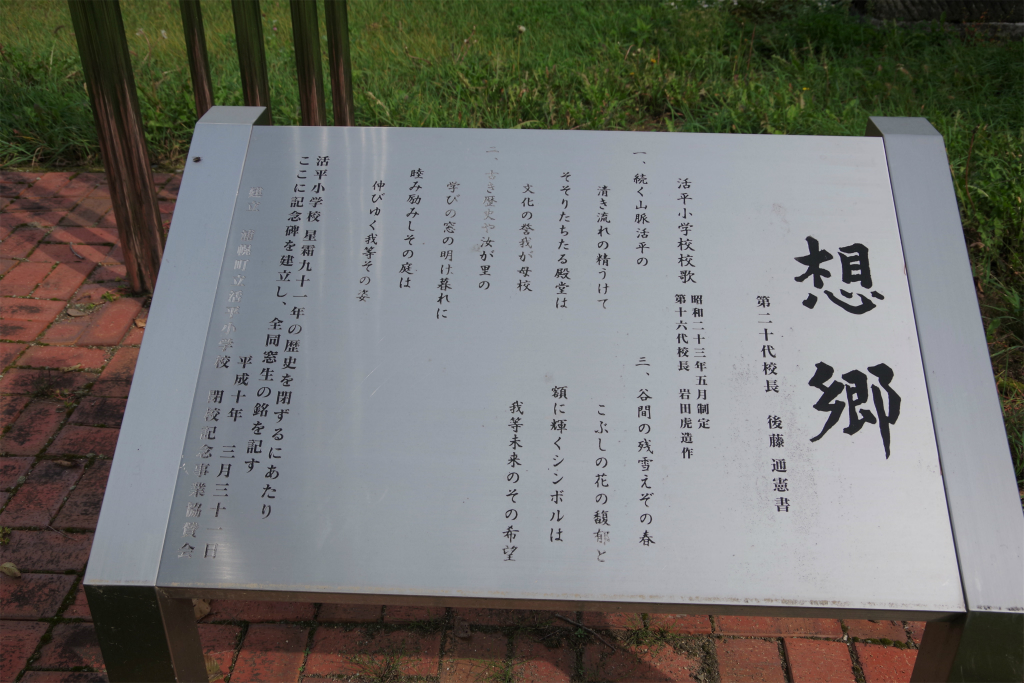 想郷
第二十代校長 後藤 通憲書
活平小学校校歌
昭和二十三年五月制定
第十六代校長 岩田虎造作
一、続く山脈活平の
清き流れの精うけて
そそりたちたる殿堂は
文化の誉我が母校
二、古き歴史や汝が里の
学びの窓の明け暮れに
睦み励みしその庭は
伸びゆく我等その姿
三、谷間の残雪えぞの春
こぶしの花の馥郁と
額に輝くシンボルは
我等未来のその希望
活平小学校 星霜九十一年の歴史を閉ずるにあたり
ここに記念碑を建立し、全同窓生の銘を記す
平成十年 三月三十一日
町立活平小学校 閉校記念事業協賛会